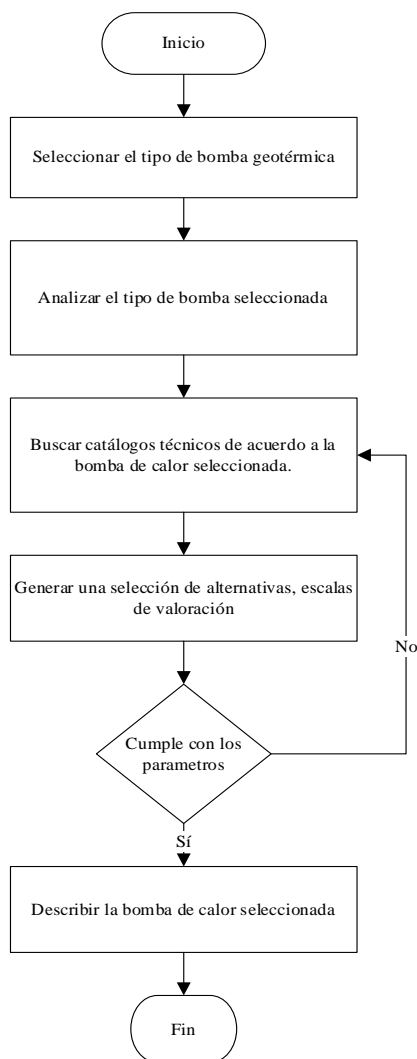 Inicio
Seleccionar el tipo de bomba geotérmica
Analizar el tipo de bomba seleccionada
Buscar catálogos técnicos de acuerdo a la
bomba de calor seleccionada.
Generar una selección de alternativas, escalas
de valoración
No
Cumple con los
parametros
Sí
Describir la bomba de calor seleccionada
Fin